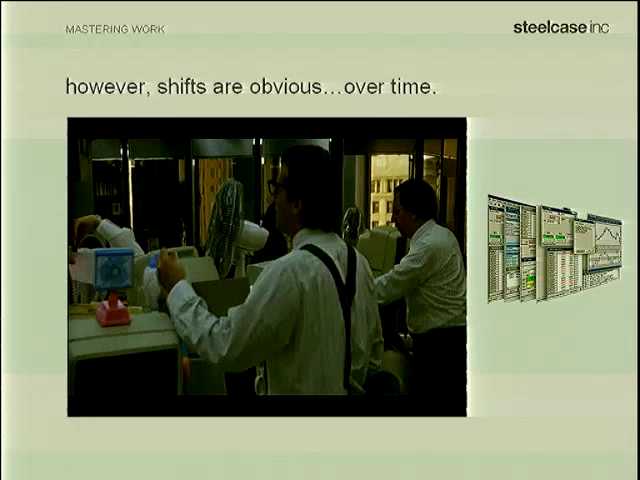 MASTERING WORK
steelcase inc
however, shifts are obvious...over time.